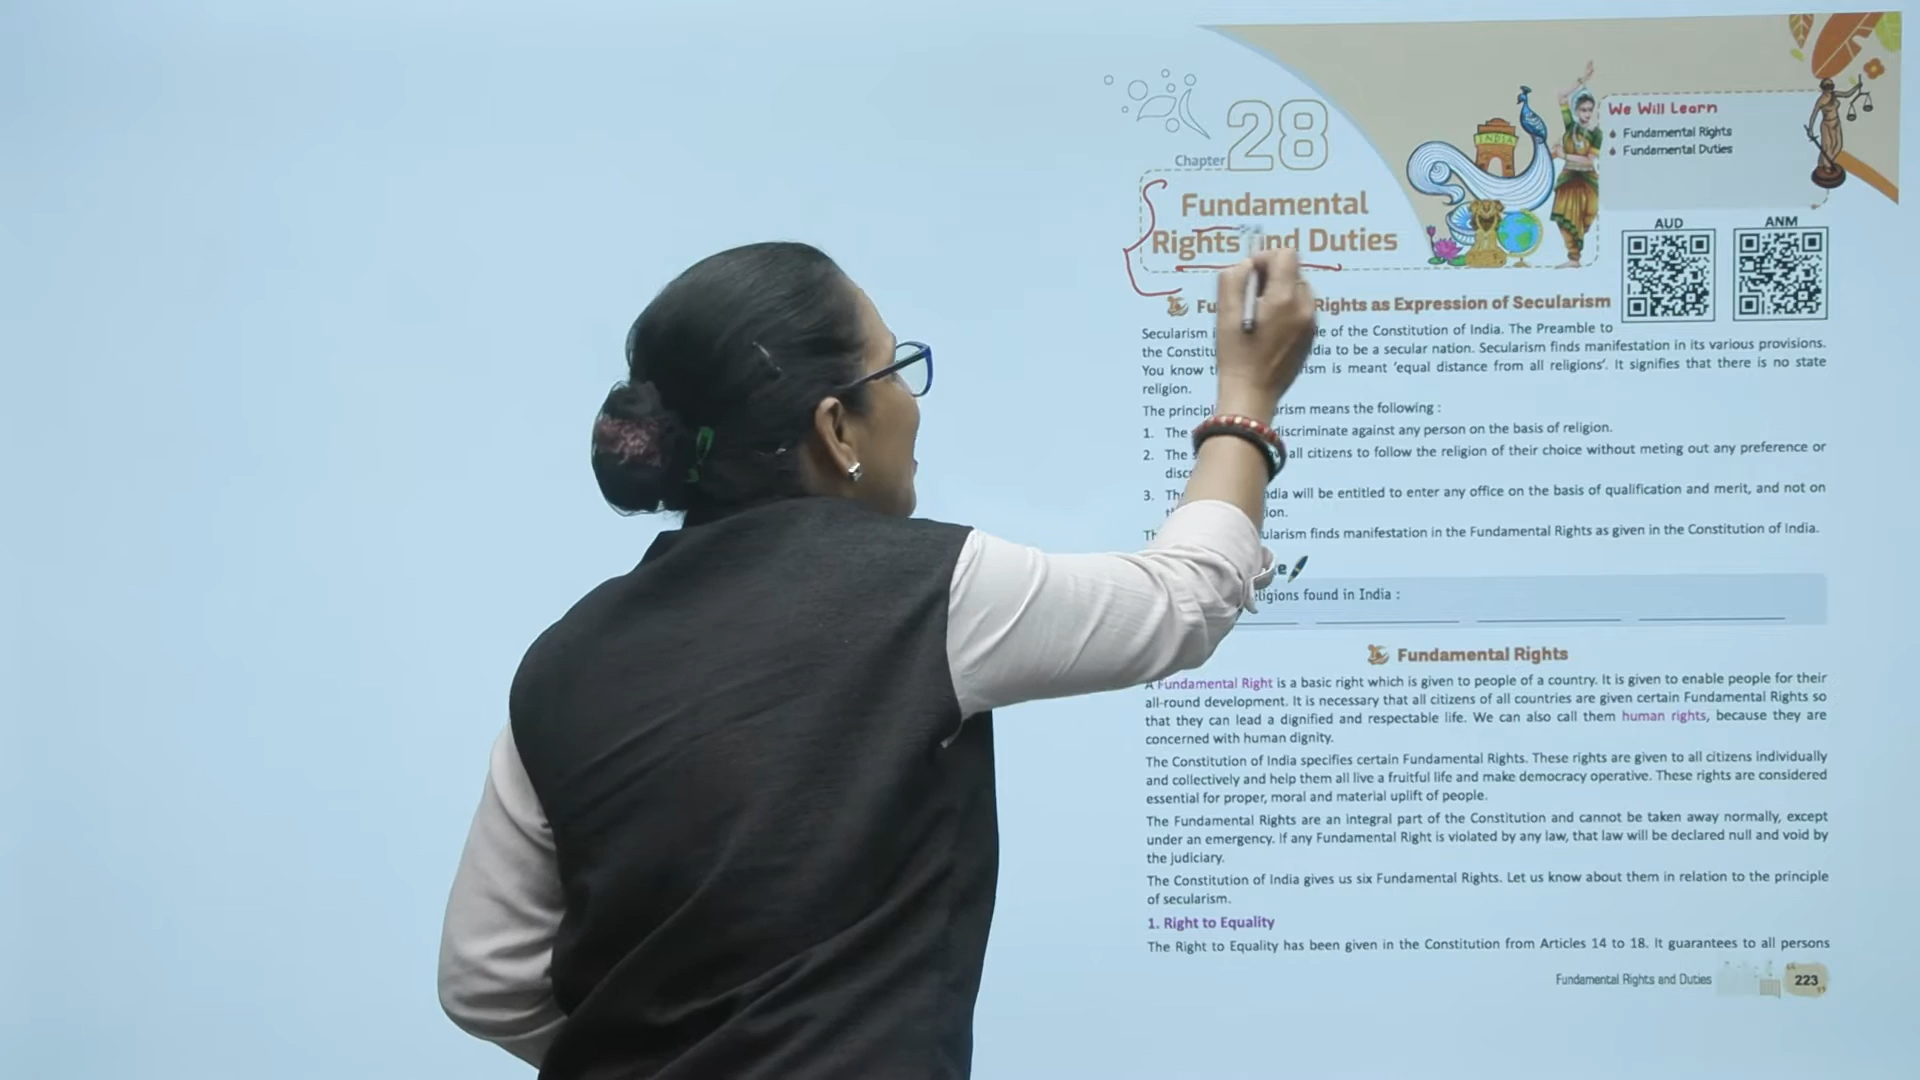 Chapter 28
Fundamental
Rights and Duties
We Will Learn
Fundamental Rights
Fundamental Duties
AUD
ANM
Rights as Expression of Secularism
Secularism of the Constitution of India. The Preamble to
the to be a secular nation. Secularism finds manifestation in its various provisions.
You know is meant 'equal distance from all religions'. It signifies that there is no state
religion.
The means the following :
1. The discriminate against any person on the basis of religion.
2. The all citizens to follow the religion of their choice without meting out any preference or
3. will be entitled to enter any office on the basis of qualification and merit, and not on
finds manifestation in the Fundamental Rights as given in the Constitution of India.
found in India :
Fundamental Rights
A Fundamental Right is a basic right which is given to people of a country. It is given to enable people for their
all-round development. It is necessary that all citizens of all countries are given certain Fundamental Rights so
that they can lead a dignified and respectable life. We can also call them human rights, because they are
concerned with human dignity.
The Constitution of India specifies certain Fundamental Rights. These rights are given to all citizens individually
and collectively and help them all live a fruitful life and make democracy operative. These rights are considered
essential for proper, moral and material uplift of people.
The Fundamental Rights are an integral part of the Constitution and cannot be taken away normally, except
under an emergency. If any Fundamental Right is violated by any law, that law will be declared null and void by
the judiciary.
The Constitution of India gives us six Fundamental Rights. Let us know about them in relation to the principle
of secularism.
1. Right to Equality
The Right to Equality has been given in the Constitution from Articles 14 to 18. It guarantees to all persons
Fundamental Rights and Duties 223